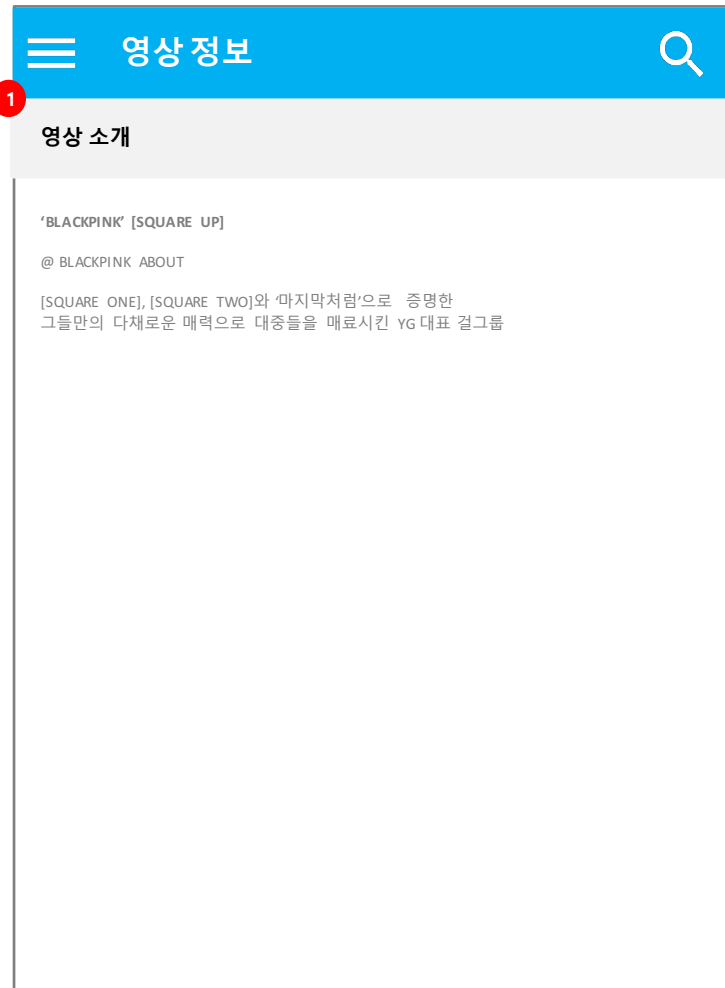 영상 정보
1
영상 소개
‘BLACKPINK’ [SQUARE UP]
@ BLACKPINK ABOUT
[SQUARE ONE], [SQUARE TWO]와 ‘마지막처럼’으로 증명한
그들만의 다채로운 매력으로 대중들을 매료시킨 YG 대표 걸그룹